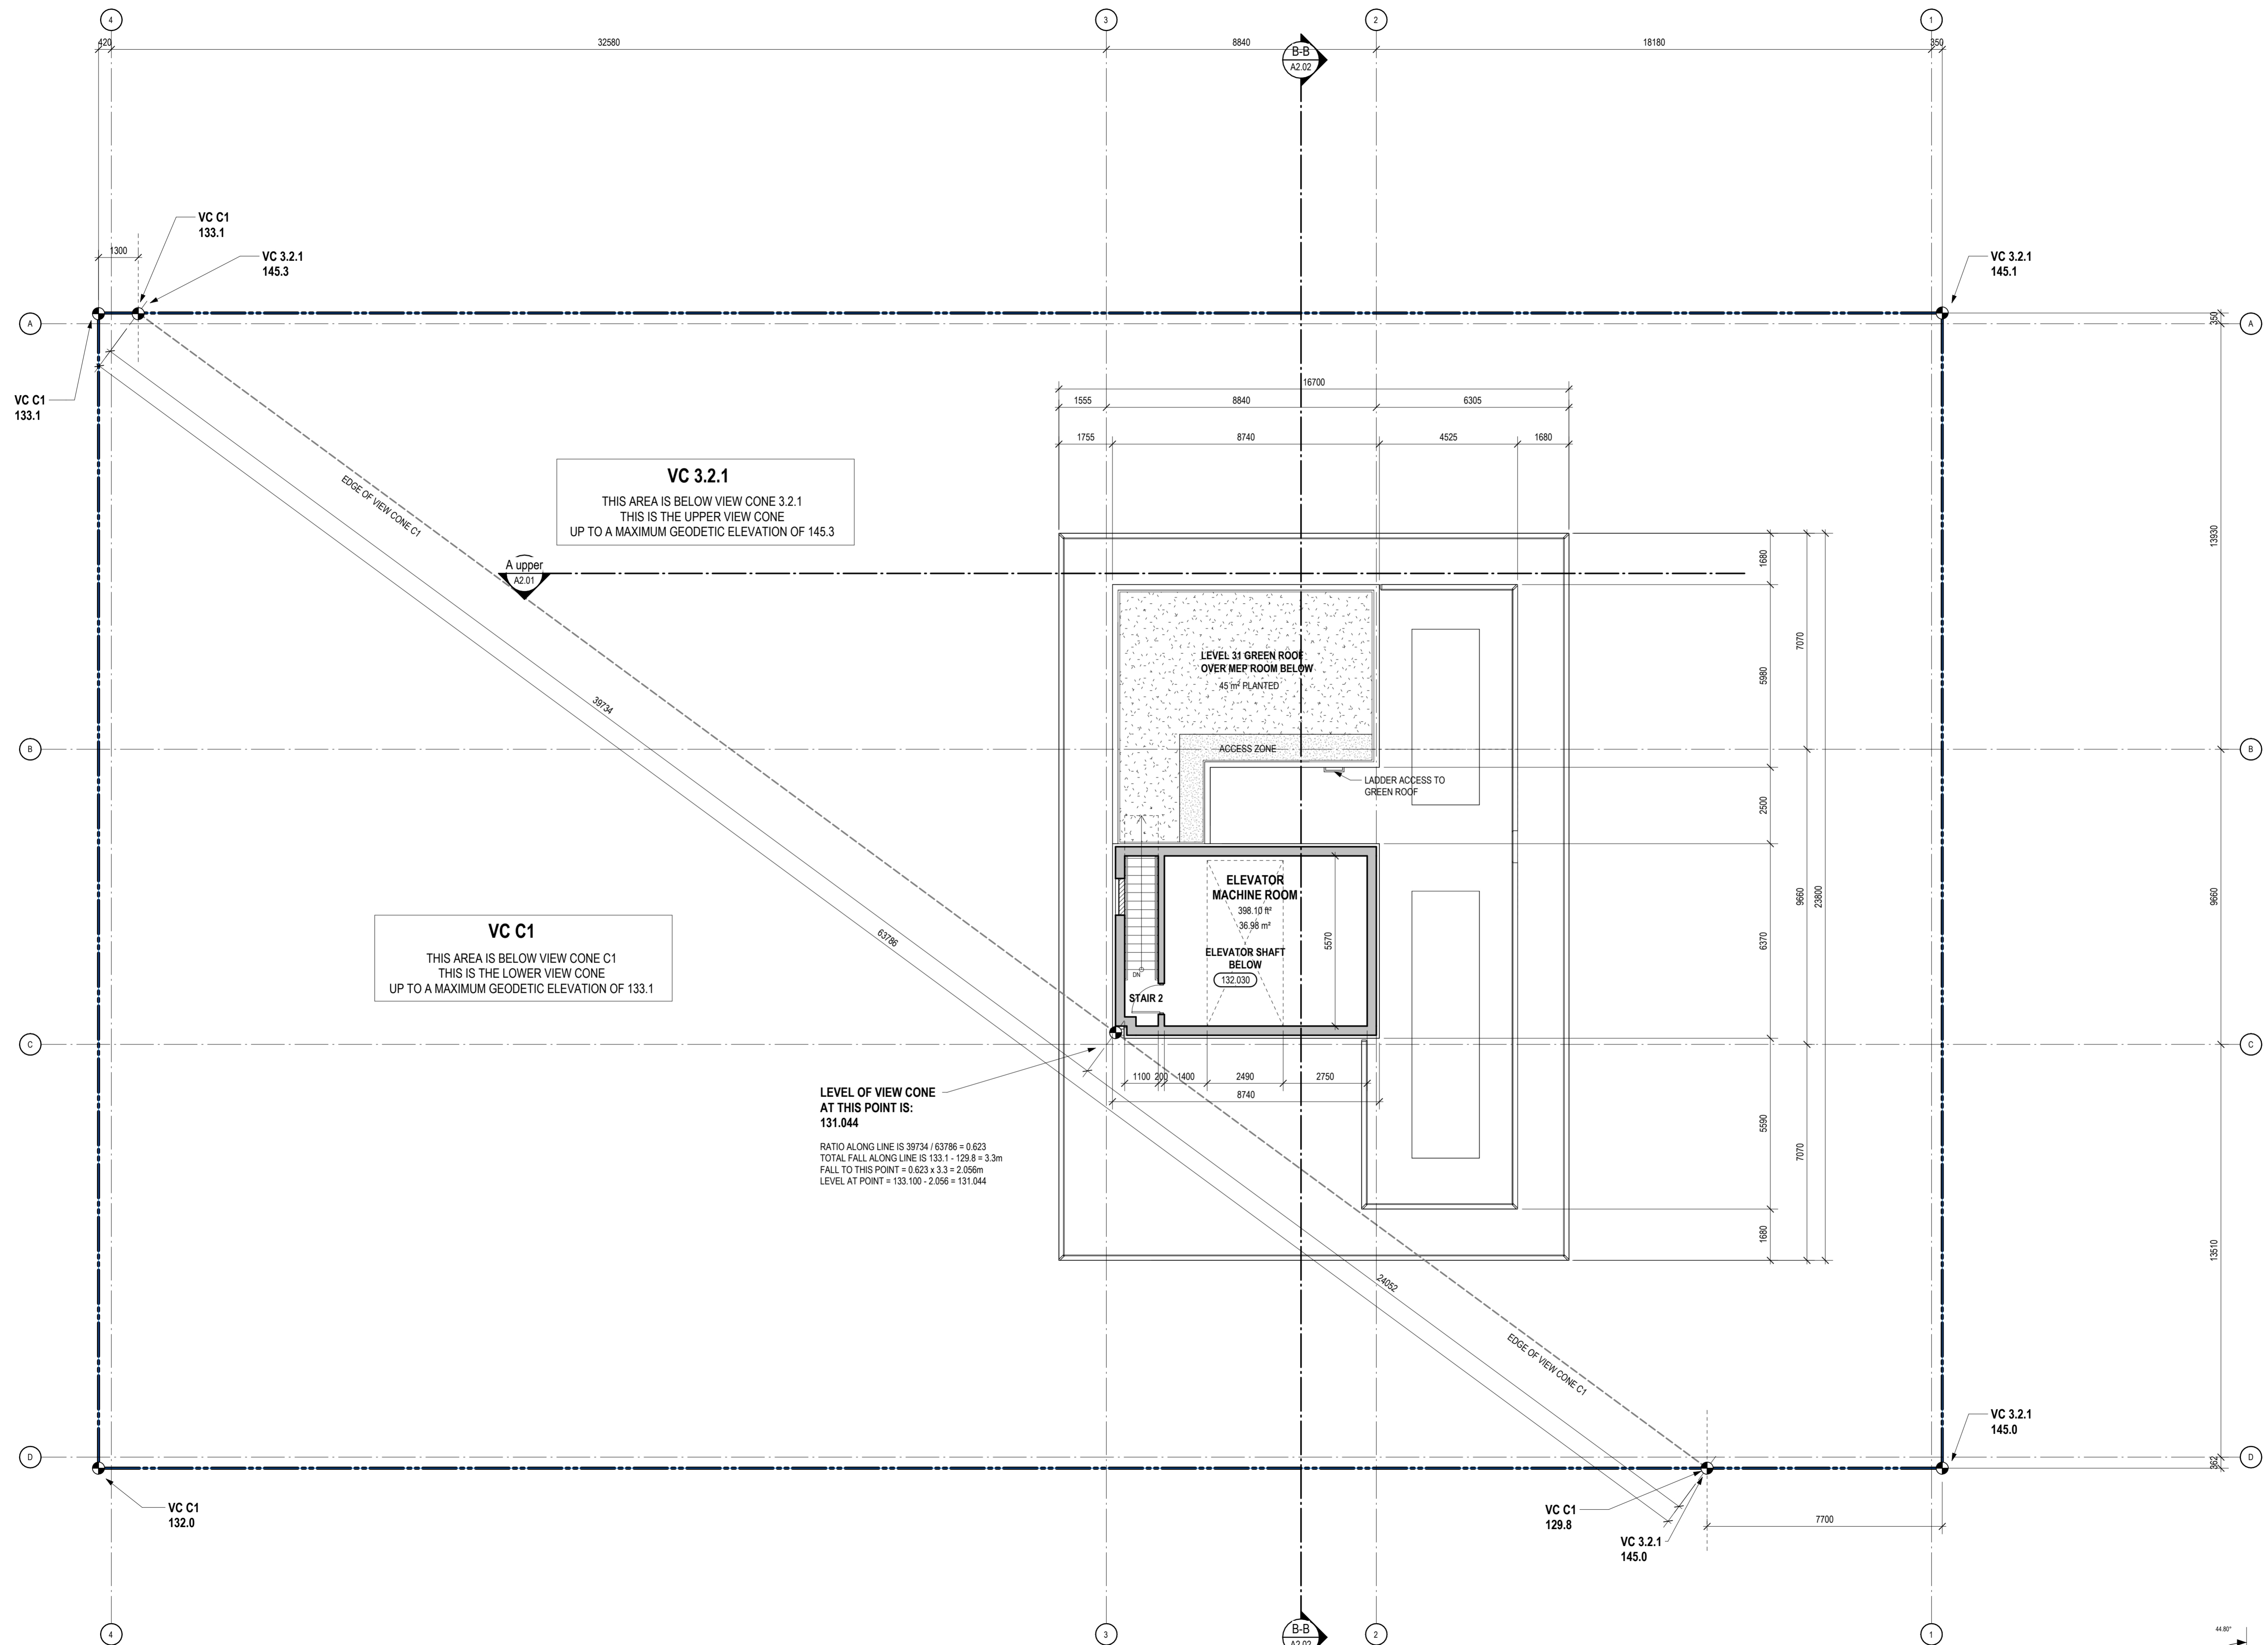 4
3
2
1
420
32580
8840
18180
350
B-B
A2.02
VC C1
133.1
1300
VC 3.2.1
145.3
VC 3.2.1
145.1
A
350
A
VC C1
133.1
16700
1555
8840
6305
1755
8740
4525
1680
VC 3.2.1
THIS AREA IS BELOW VIEW CONE 3.2.1
THIS IS THE UPPER VIEW CONE
UP TO A MAXIMUM GEODETIC ELEVATION OF 145.3
EDGE OF VIEW CONE C1
A upper
A2.01
1680
13930
7070
5980
LEVEL 31 GREEN ROOF
OVER MEP ROOM BELOW
45 m² PLANTED
39734
B
ACCESS ZONE
B
LADDER ACCESS TO
GREEN ROOF
2500
ELEVATOR
MACHINE ROOM
398.10 ft²
36.98 m²
5570
ELEVATOR SHAFT
BELOW
132.030
DN
STAIR 2
6370
9660
23800
9660
VC C1
THIS AREA IS BELOW VIEW CONE C1
THIS IS THE LOWER VIEW CONE
UP TO A MAXIMUM GEODETIC ELEVATION OF 133.1
63786
C
C
1100
200
1400
2490
2750
8740
LEVEL OF VIEW CONE
AT THIS POINT IS:
131.044
RATIO ALONG LINE IS 39734 / 63786 = 0.623
TOTAL FALL ALONG LINE IS 133.1 - 129.8 = 3.3m
FALL TO THIS POINT = 0.623 x 3.3 = 2.056m
LEVEL AT POINT = 133.100 - 2.056 = 131.044
5590
7070
1680
13510
24052
EDGE OF VIEW CONE C1
VC 3.2.1
145.0
D
362
D
VC C1
132.0
VC C1
129.8
VC 3.2.1
145.0
7700
4
3
B-B
A2.02
2
1
44.80°